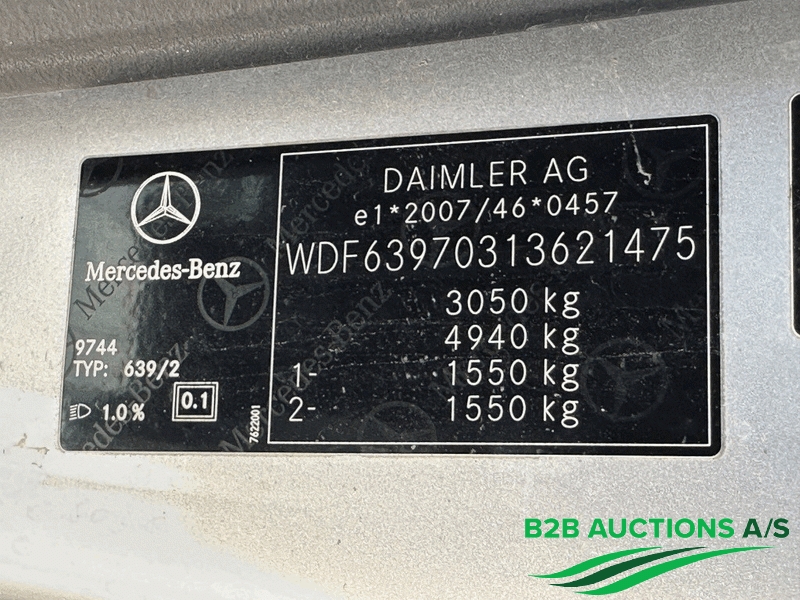 Mercedes-Benz
9744
TYP: 639/2
1.0%
0.1
7622001
DAIMLER AG
e1*2007/46*0457
WDF63970313621475
3050 kg
4940 kg
1- 1550 kg
2- 1550 kg
B2B AUCTIONS A/S